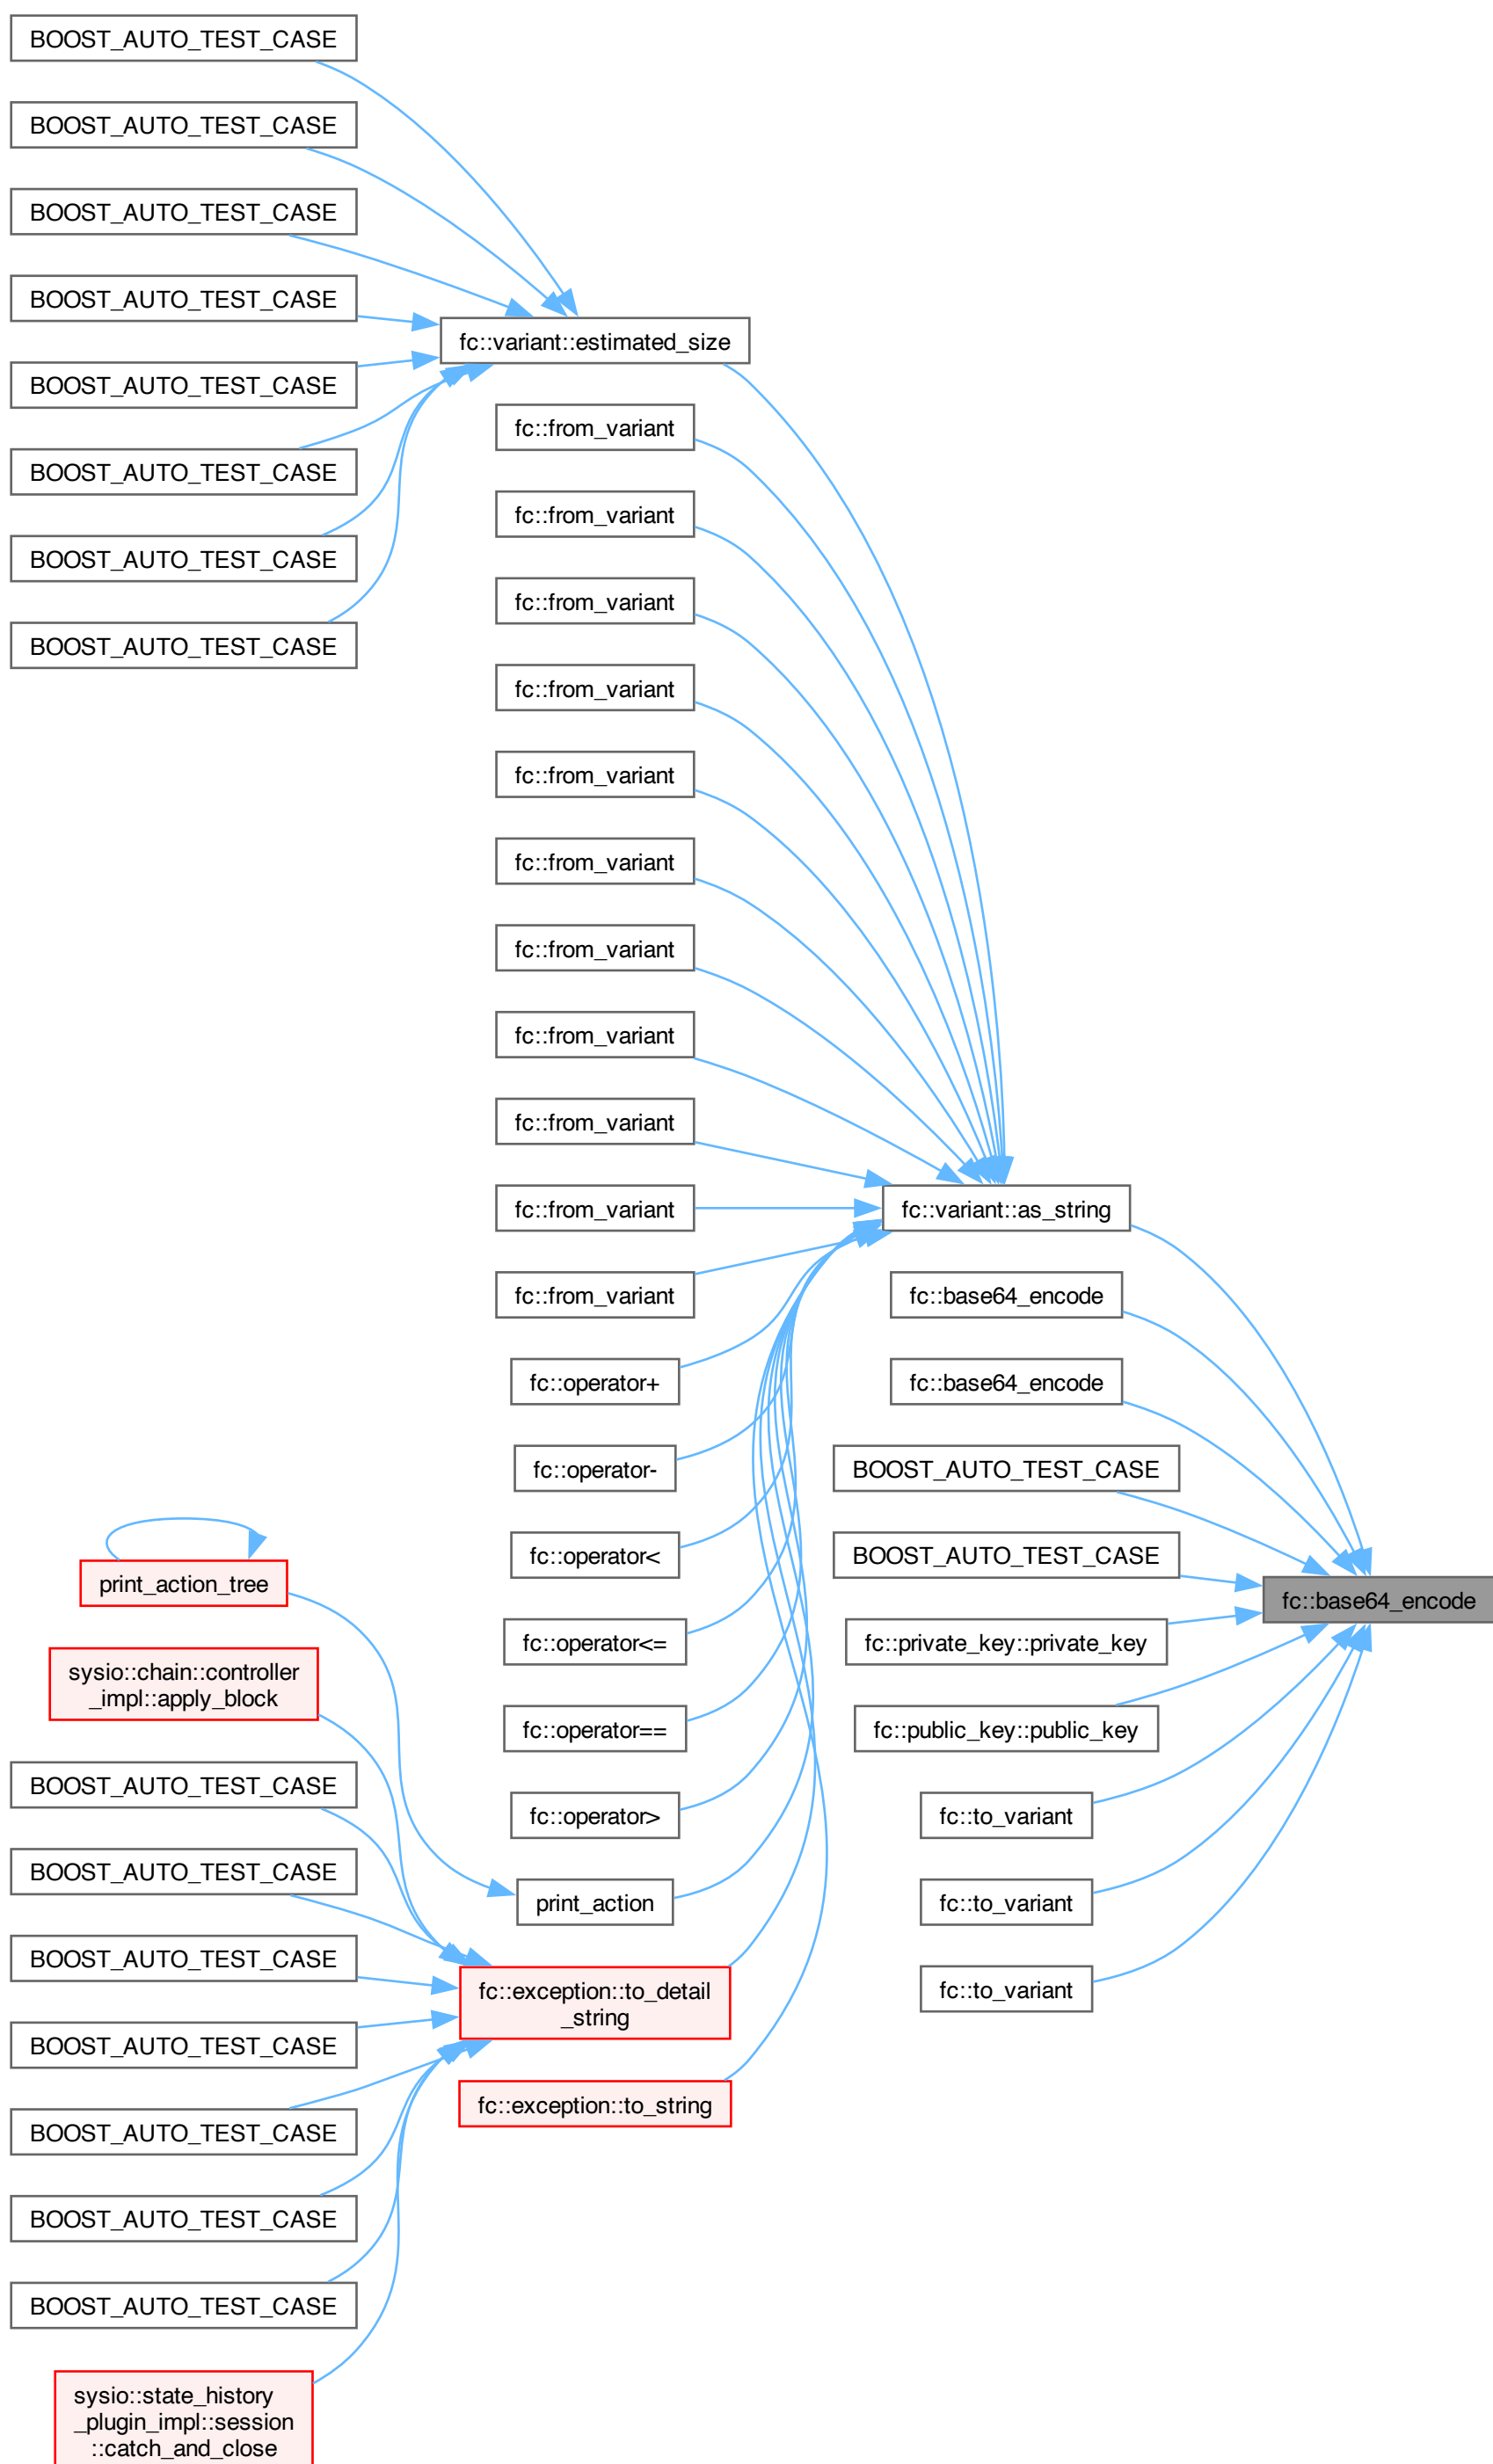 BOOST_AUTO_TEST_CASE
BOOST_AUTO_TEST_CASE
BOOST_AUTO_TEST_CASE
BOOST_AUTO_TEST_CASE
BOOST_AUTO_TEST_CASE
BOOST_AUTO_TEST_CASE
BOOST_AUTO_TEST_CASE
BOOST_AUTO_TEST_CASE
print_action_tree
sysio::chain::controller
_impl::apply_block
BOOST_AUTO_TEST_CASE
BOOST_AUTO_TEST_CASE
BOOST_AUTO_TEST_CASE
BOOST_AUTO_TEST_CASE
BOOST_AUTO_TEST_CASE
BOOST_AUTO_TEST_CASE
BOOST_AUTO_TEST_CASE
sysio::state_history
_plugin_impl::session
::catch_and_close
fc::variant::estimated_size
fc::from_variant
fc::from_variant
fc::from_variant
fc::from_variant
fc::from_variant
fc::from_variant
fc::from_variant
fc::from_variant
fc::from_variant
fc::from_variant
fc::from_variant
fc::operator+
fc::operator-
fc::operator<
fc::operator<=
fc::operator==
fc::operator>
print_action
fc::exception::to_detail
_string
fc::exception::to_string
fc::variant::as_string
fc::base64_encode
fc::base64_encode
BOOST_AUTO_TEST_CASE
BOOST_AUTO_TEST_CASE
fc::private_key::private_key
fc::public_key::public_key
fc::to_variant
fc::to_variant
fc::to_variant
fc::base64_encode